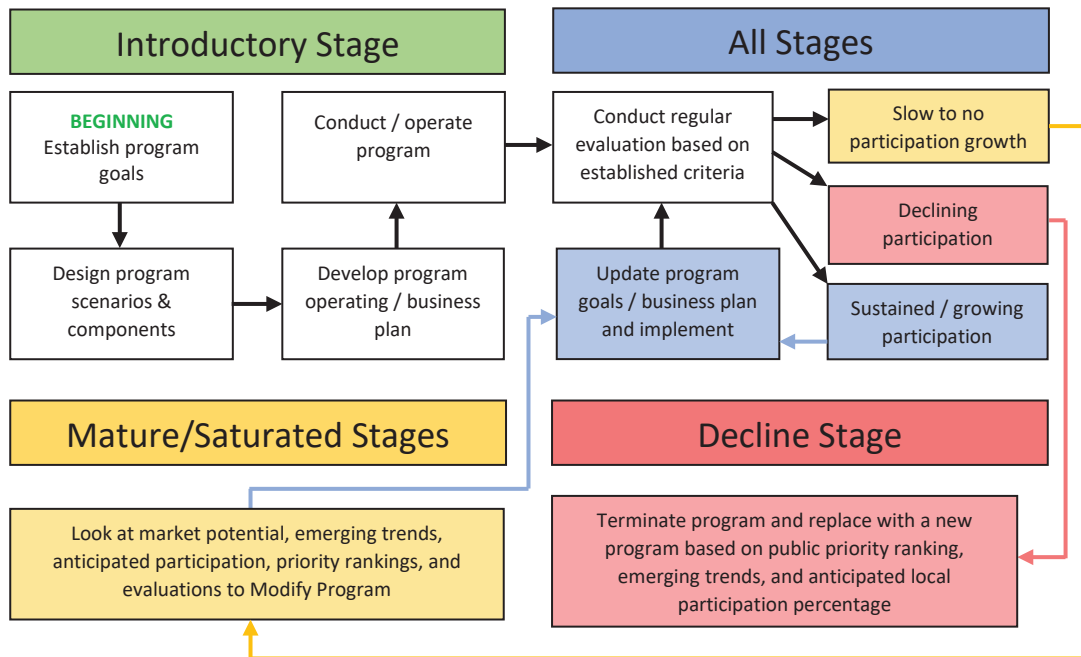 Introductory Stage
All Stages
BEGINNING
Establish program
goals
Conduct / operate
program
Conduct regular
evaluation based on
established criteria
Slow to no
participation growth
Declining
participation
Design program
scenarios &
components
Develop program
operating / business
plan
Update program
goals / business plan
and implement
Sustained / growing
participation
Mature/Saturated Stages
Decline Stage
Look at market potential, emerging trends,
anticipated participation, priority rankings, and
evaluations to Modify Program
Terminate program and replace with a new
program based on public priority ranking,
emerging trends, and anticipated local
participation percentage